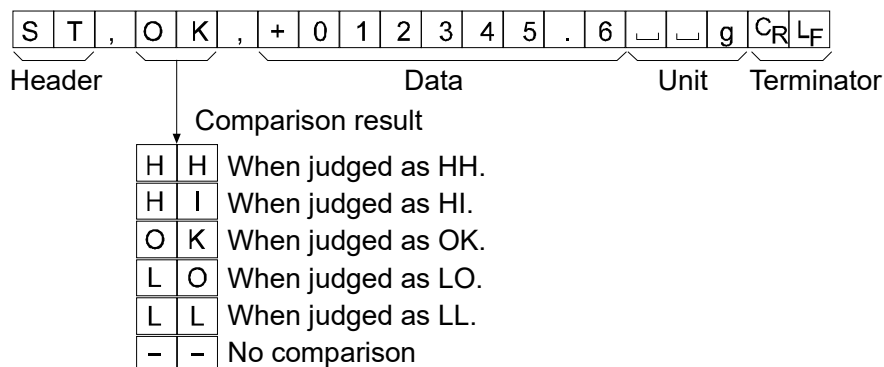 S T , O K , + 0 1 2 3 4 5 . 6 ␣ ␣ g CR LF
Header Data Unit Terminator
Comparison result
H H When judged as HH.
H I When judged as HI.
O K When judged as OK.
L O When judged as LO.
L L When judged as LL.
– – No comparison